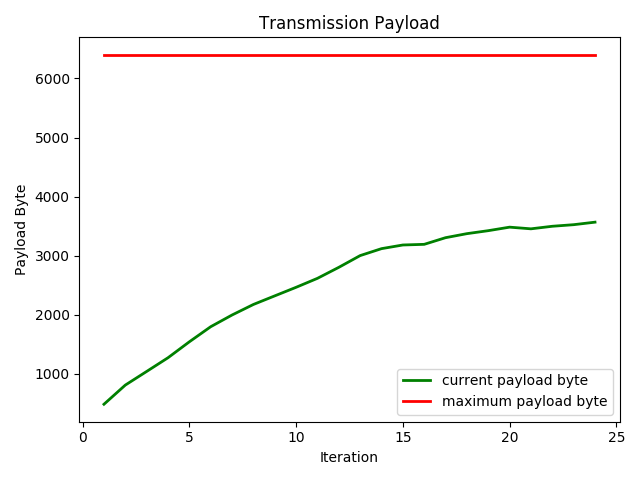 Transmission Payload
6000
5000
4000
3000
2000
1000
Payload Byte
current payload byte
maximum payload byte
0 5 10 15 20 25
Iteration